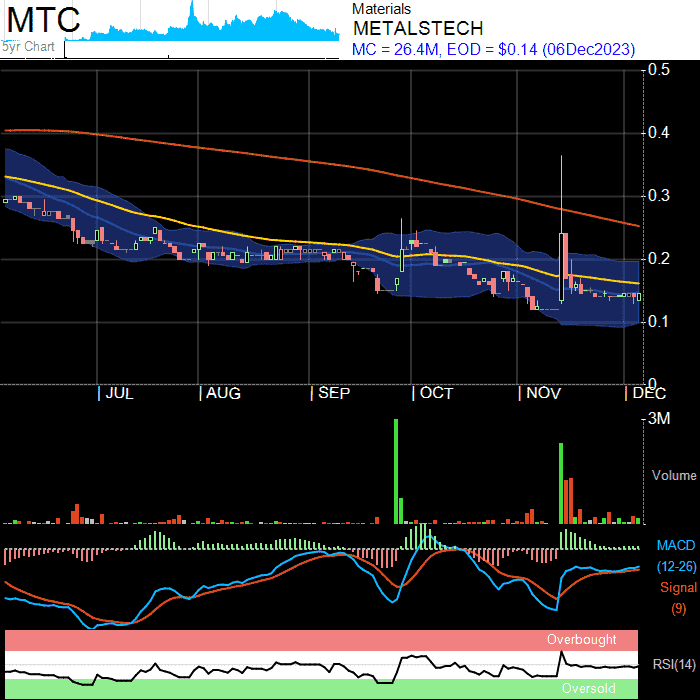 MTC
5yr Chart
Materials
METALSTECH
MC = 26.4M, EOD = $0.14 (06Dec2023)
0.5
0.4
0.3
0.2
0.1
0
| JUL | AUG | SEP | OCT | NOV | DEC
3M
Volume
MACD
(12-26)
Signal
(9)
Overbought
RSI(14)
Oversold